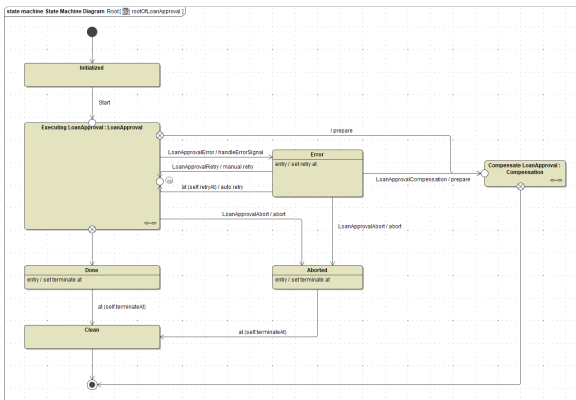 state machine State Machine Diagram Root[ rootOfLoanApproval ]
Initialized
Start
Executing LoanApproval : LoanApproval
/ prepare
LoanApprovalError / handleErrorSignal
Error
entry / set retry at
LoanApprovalRetry / manual retry
at (self.retryAt) / auto retry
LoanApprovalCompensation / prepare
Compensate LoanApproval :
Compensation
LoanApprovalAbort / abort
LoanApprovalAbort / abort
Done
entry / set terminate at
Aborted
entry / set terminate at
at (self.terminateAt)
at (self.terminateAt)
Clean